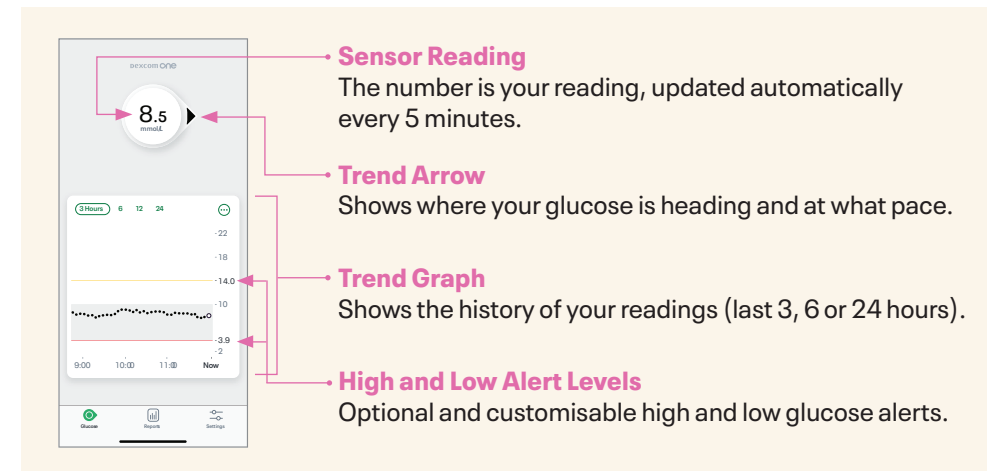 Dexcom ONE
8.5
mmol/L
3 Hours 6 12 24
22
18
14.0
10
3.9
2
9:00 10:00 11:00 Now
Glucose Reports Settings
Sensor Reading
The number is your reading, updated automatically
every 5 minutes.
Trend Arrow
Shows where your glucose is heading and at what pace.
Trend Graph
Shows the history of your readings (last 3, 6 or 24 hours).
High and Low Alert Levels
Optional and customisable high and low glucose alerts.